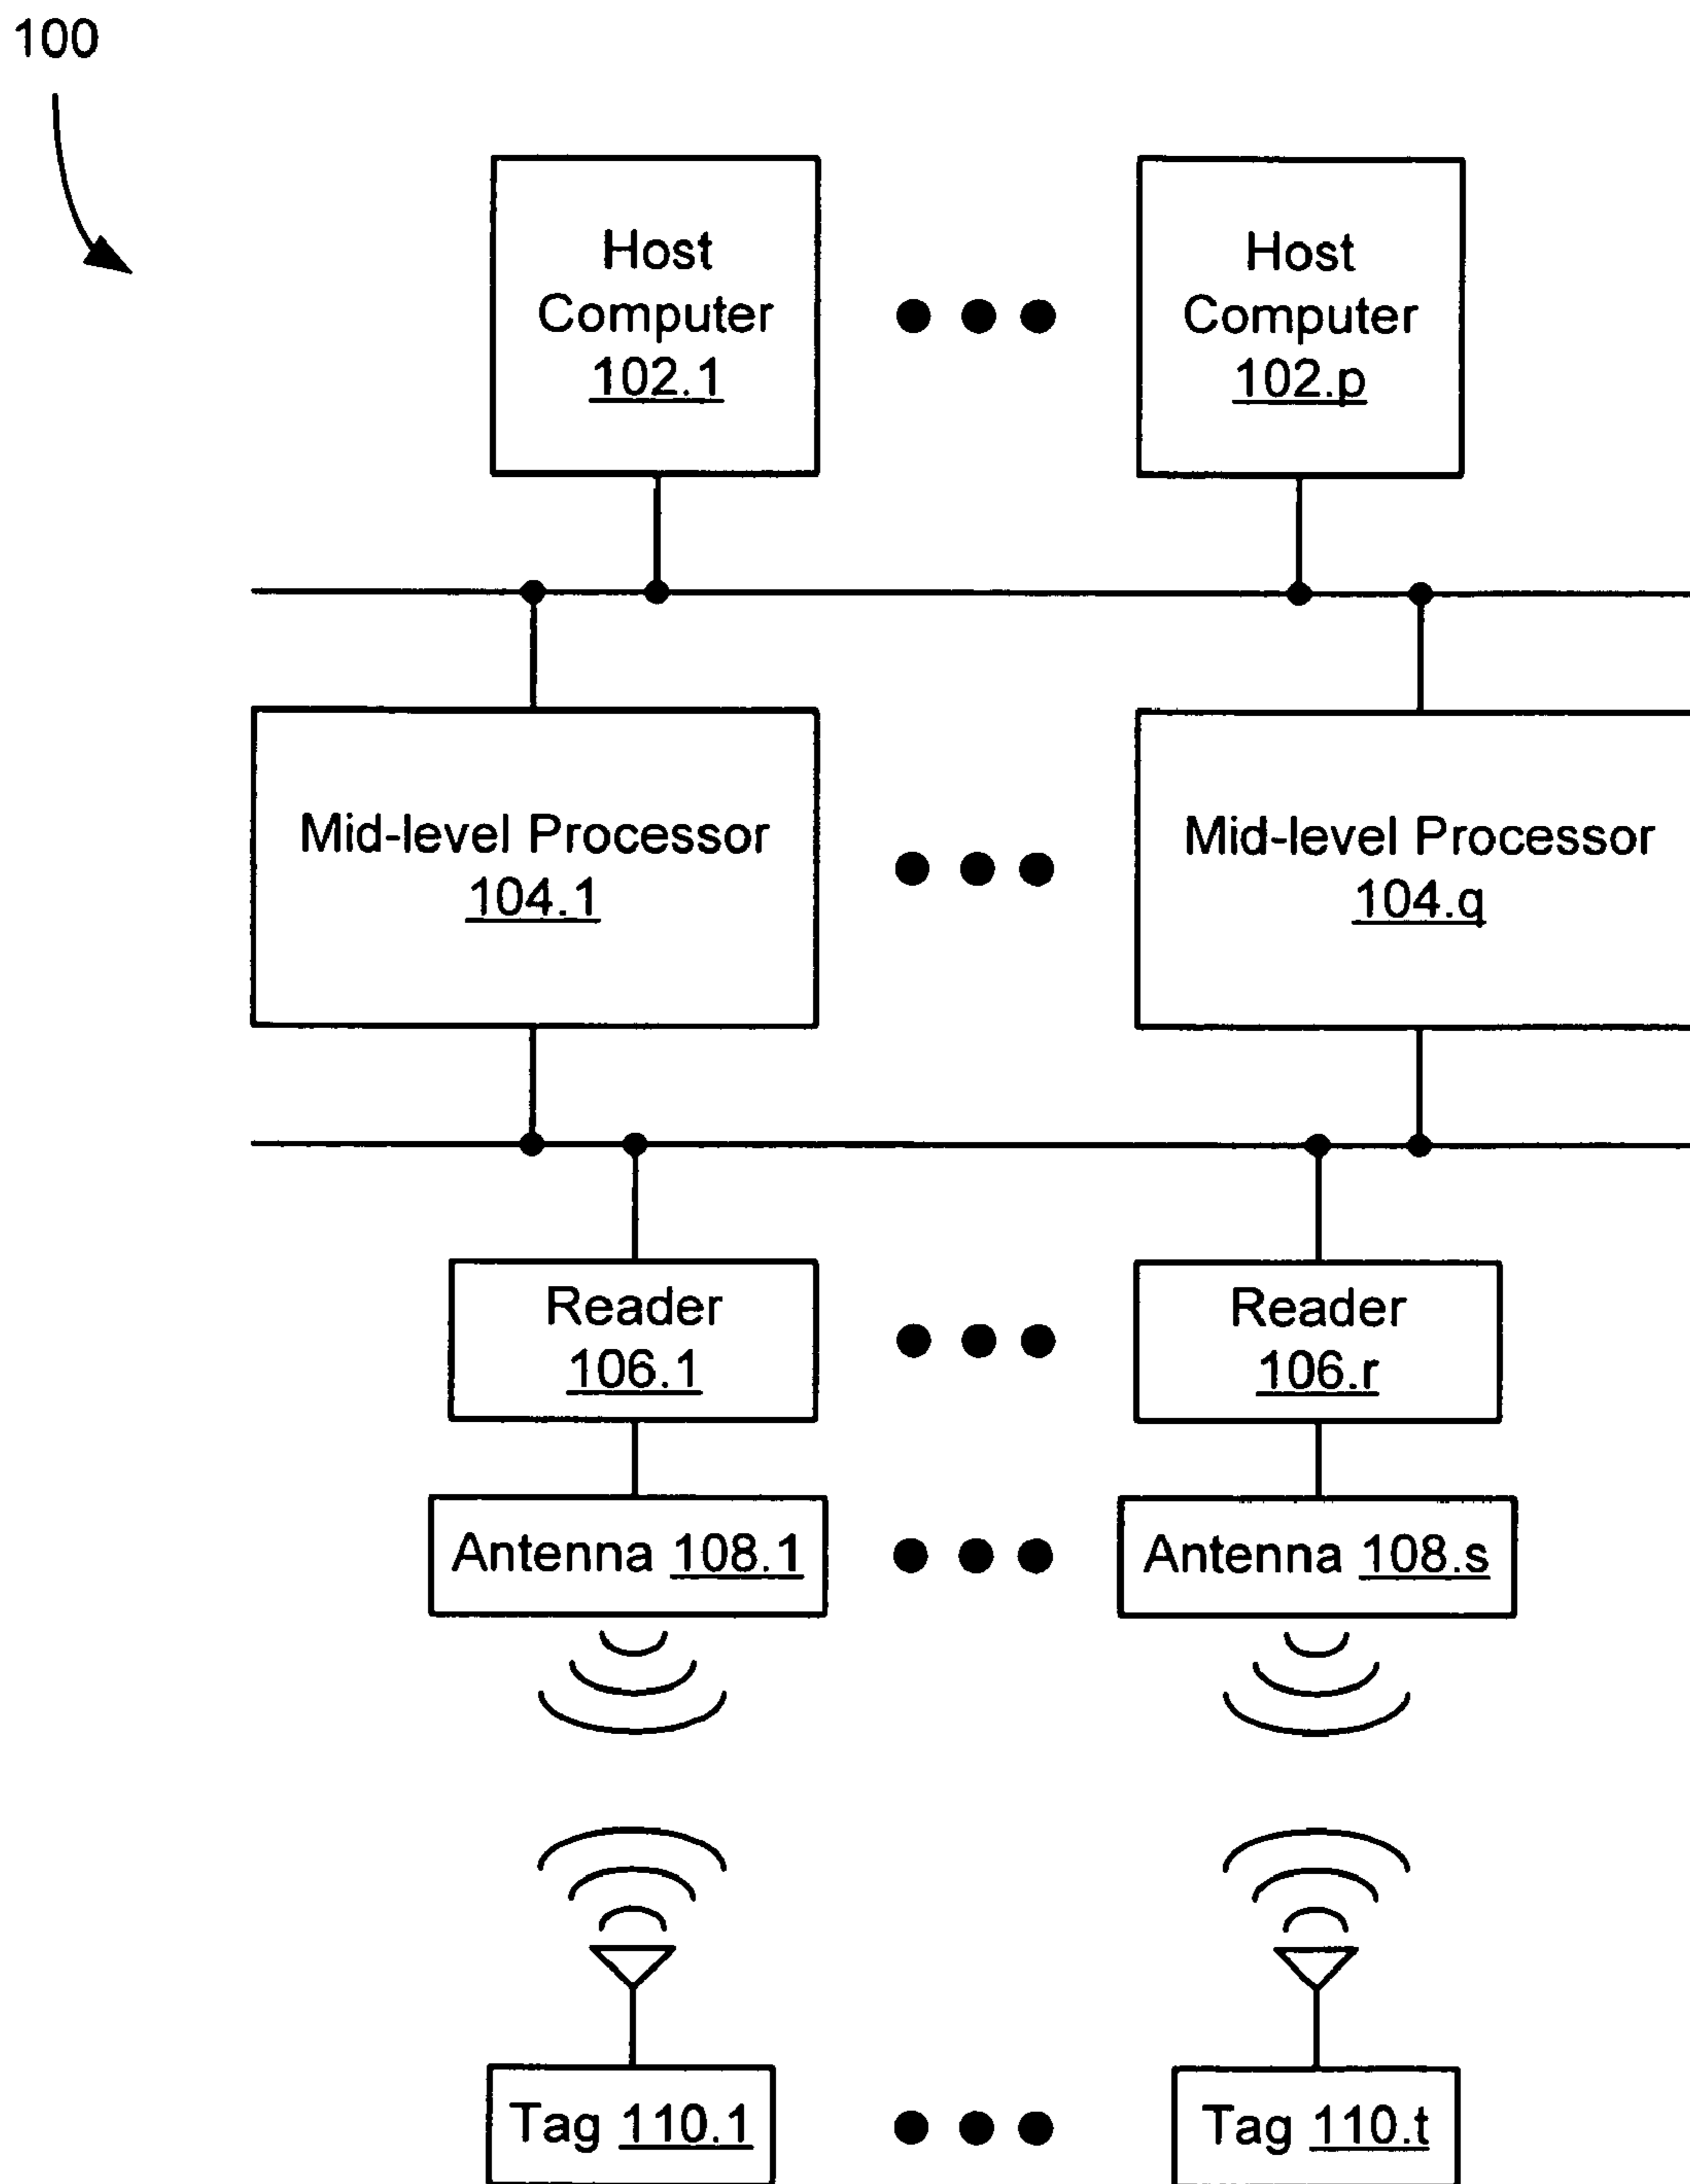 100
Host
Computer
102.1
Host
Computer
102.p
Mid-level Processor
104.1
Mid-level Processor
104.q
Reader
106.1
Reader
106.r
Antenna 108.1
Antenna 108.s
Tag 110.1
Tag 110.t